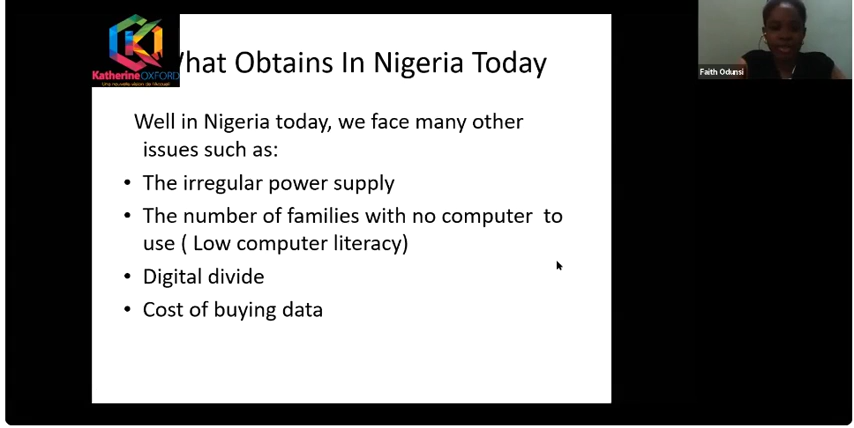 KatherineOXFORD
Une nouvelle vision de l'Accueil
What Obtains In Nigeria Today
Faith Odunsi
Well in Nigeria today, we face many other
issues such as:
• The irregular power supply
• The number of families with no computer to
use ( Low computer literacy)
• Digital divide
• Cost of buying data